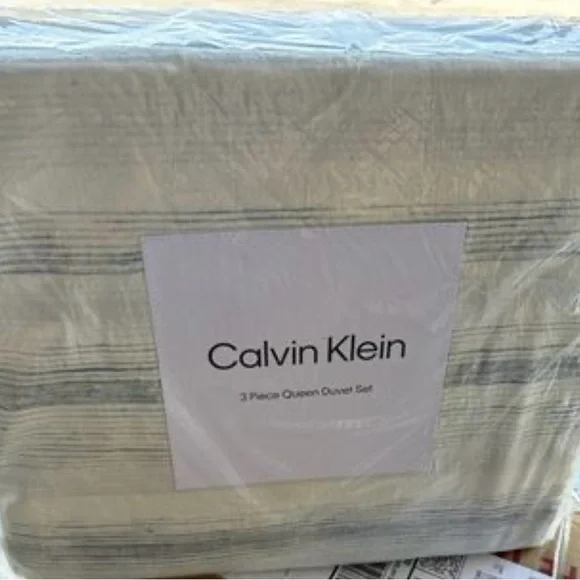 Calvin Klein
3 Piece Queen Duvet Set